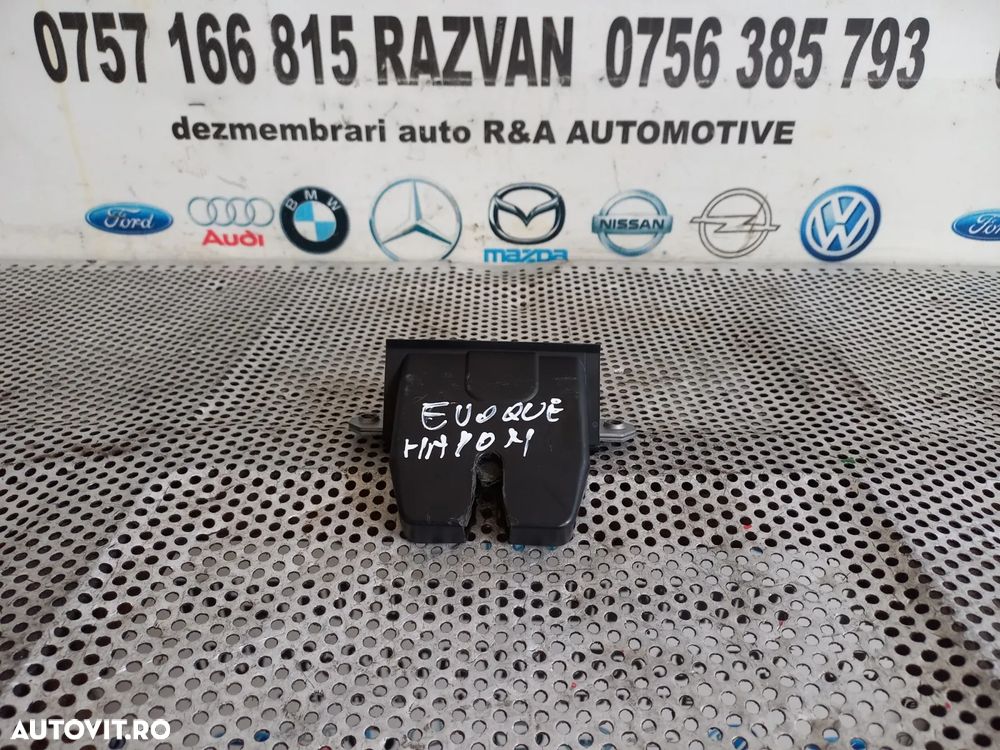 0757 166 815 RAZVAN 0756 385 793
dezmembrari auto R&A AUTOMOTIVE
Ford
Audi
BMW
mazda
NISSAN
Ford
EVOQUE
AUTOVIT.RO